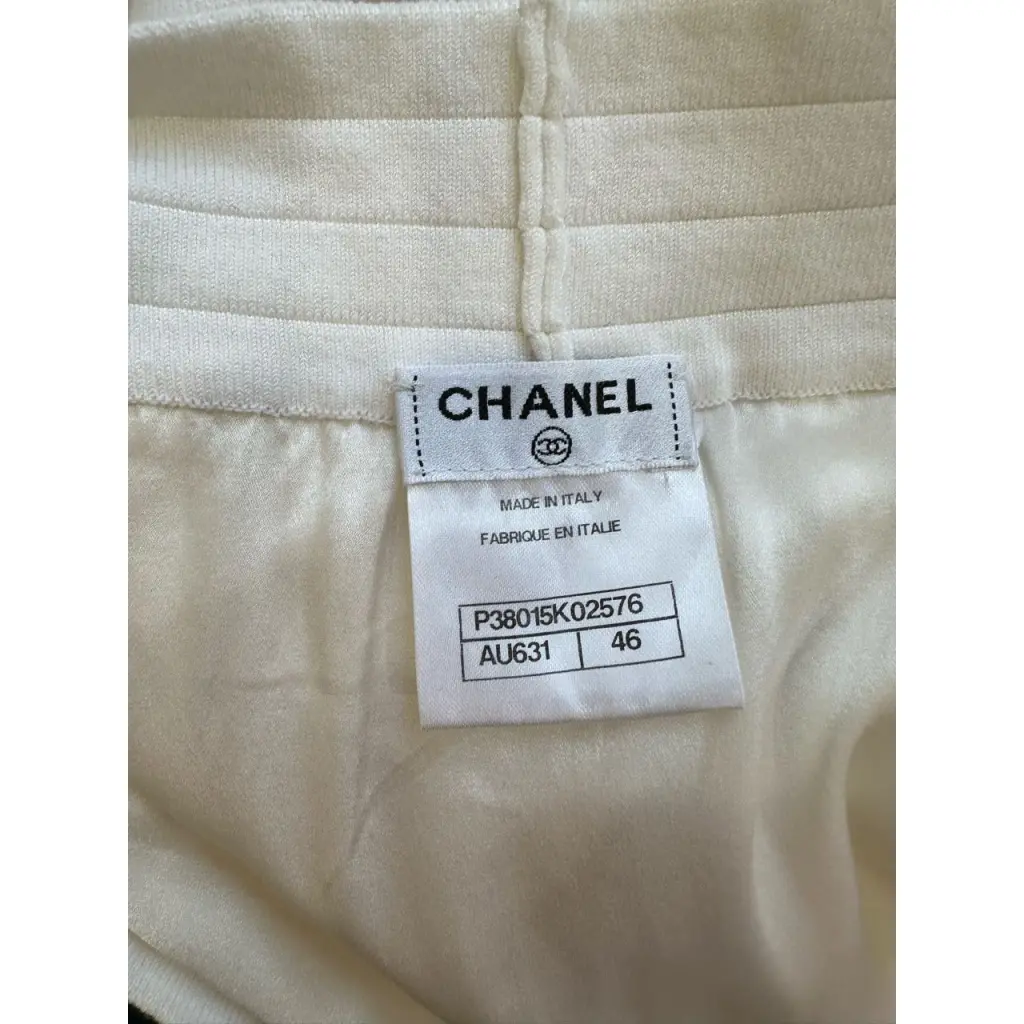 CHANEL
MADE IN ITALY
FABRIQUE EN ITALIE
P38015K02576
AU631 46